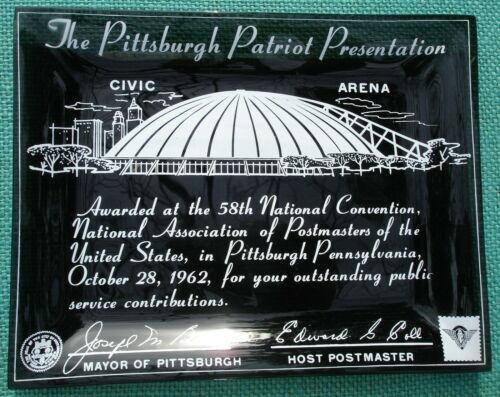 The Pittsburgh Patriot Presentation
CIVIC ARENA
Awarded at the 58th National Convention,
National Association of Postmasters of the
United States, in Pittsburgh Pennsylvania,
October 28, 1962, for your outstanding public
service contributions.
Joseph M. Edward G. Coll
MAYOR OF PITTSBURGH HOST POSTMASTER